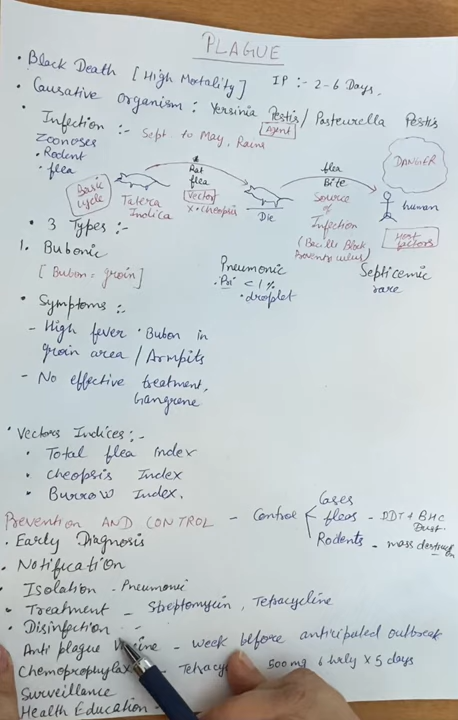 PLAGUE
• Black Death [High Mortality] IP :- 2-6 Days.
• Causative Organism : Yersinia Pestis / Pasteurella Pestis
• Infection :- Sept. to May, Rains Agent
Zoonoses
• Rodent
• flea
Basic cycle
Tatera Indica
Rat flea
Vector
X. Cheopis
Die
flea
Bite
Source of Infection
(Bacilli Block Proventriculus)
DANGER
human
Host factors
• 3 Types :-
1. Bubonic
[Bubon = groin]
Pneumonic
< 1%
• droplet
Septicemic
rare
• Symptoms :-
- High fever • Bubon in
groin area / Armpits
- No effective treatment,
Gangrene
• Vectors Indices :-
• Total flea index
• Cheopsis Index
• Burrow Index.
Prevention AND CONTROL - Control
Cases
fleas - DDT + BHC Dust.
Rodents - mass destruction
• Early Diagnosis
• Notification
• Isolation - Pneumonic
• Treatment - Streptomycin, Tetracycline
• Disinfection :-
Anti plague - week before anticipated outbreak
500 mg 6 hrly x 5 days
Surveillance
Health Education -